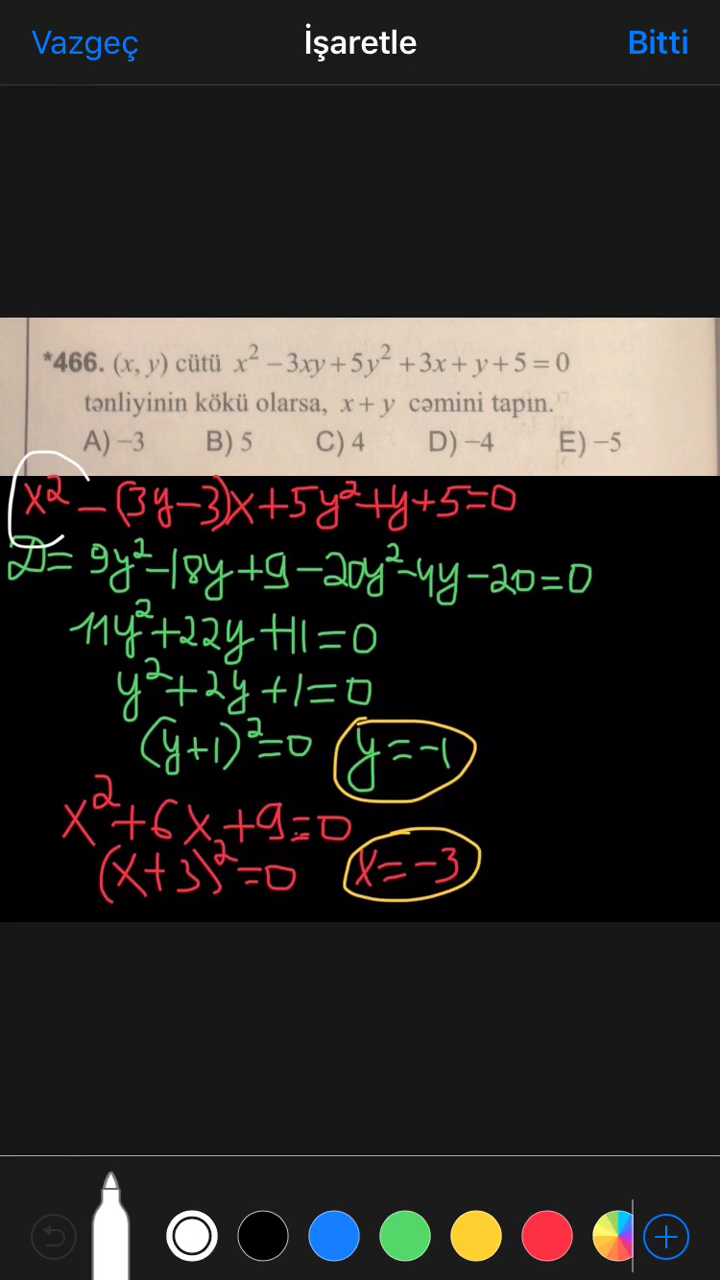 Vazgeç İşaretle Bitti
*466. (x, y) cütü x² − 3xy + 5y² + 3x + y + 5 = 0
tənliyinin kökü olarsa, x + y cəmini tapın.
A) −3 B) 5 C) 4 D) −4 E) −5
x² − (3y − 3)x + 5y² + y + 5 = 0
D = 9y² − 18y + 9 − 20y² − 4y − 20 = 0
11y² + 22y + 11 = 0
y² + 2y + 1 = 0
(y + 1)² = 0 y = −1
x² + 6x + 9 = 0
(x + 3)² = 0 x = −3